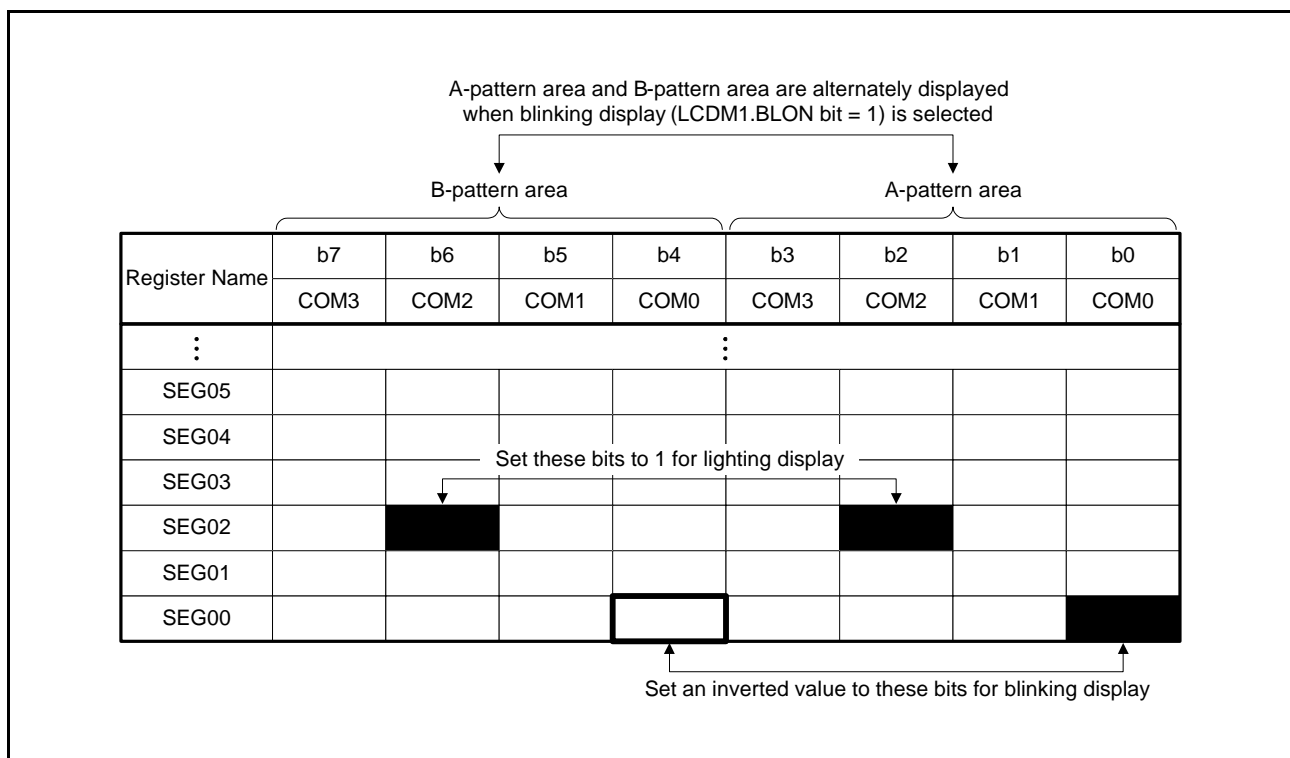 A-pattern area and B-pattern area are alternately displayed
when blinking display (LCDM1.BLON bit = 1) is selected
B-pattern area A-pattern area
Register Name b7 b6 b5 b4 b3 b2 b1 b0
COM3 COM2 COM1 COM0 COM3 COM2 COM1 COM0
⋮ ⋮
SEG05
SEG04
Set these bits to 1 for lighting display
SEG03
SEG02
SEG01
SEG00
Set an inverted value to these bits for blinking display